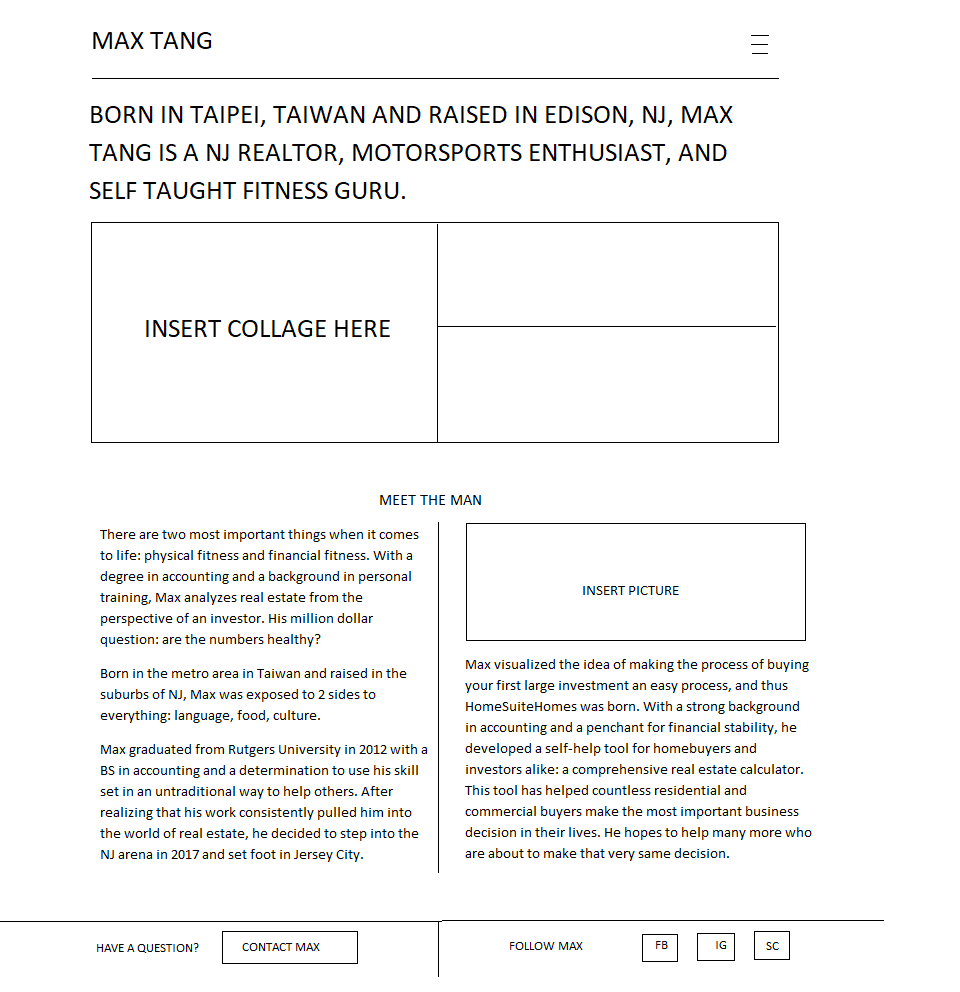 MAX TANG
BORN IN TAIPEI, TAIWAN AND RAISED IN EDISON, NJ, MAX
TANG IS A NJ REALTOR, MOTORSPORTS ENTHUSIAST, AND
SELF TAUGHT FITNESS GURU.
INSERT COLLAGE HERE
MEET THE MAN
There are two most important things when it comes
to life: physical fitness and financial fitness. With a
degree in accounting and a background in personal
training, Max analyzes real estate from the
perspective of an investor. His million dollar
question: are the numbers healthy?
Born in the metro area in Taiwan and raised in the
suburbs of NJ, Max was exposed to 2 sides to
everything: language, food, culture.
Max graduated from Rutgers University in 2012 with a
BS in accounting and a determination to use his skill
set in an untraditional way to help others. After
realizing that his work consistently pulled him into
the world of real estate, he decided to step into the
NJ arena in 2017 and set foot in Jersey City.
INSERT PICTURE
Max visualized the idea of making the process of buying
your first large investment an easy process, and thus
HomeSuiteHomes was born. With a strong background
in accounting and a penchant for financial stability, he
developed a self-help tool for homebuyers and
investors alike: a comprehensive real estate calculator.
This tool has helped countless residential and
commercial buyers make the most important business
decision in their lives. He hopes to help many more who
are about to make that very same decision.
HAVE A QUESTION?
CONTACT MAX
FOLLOW MAX
FB
IG
SC